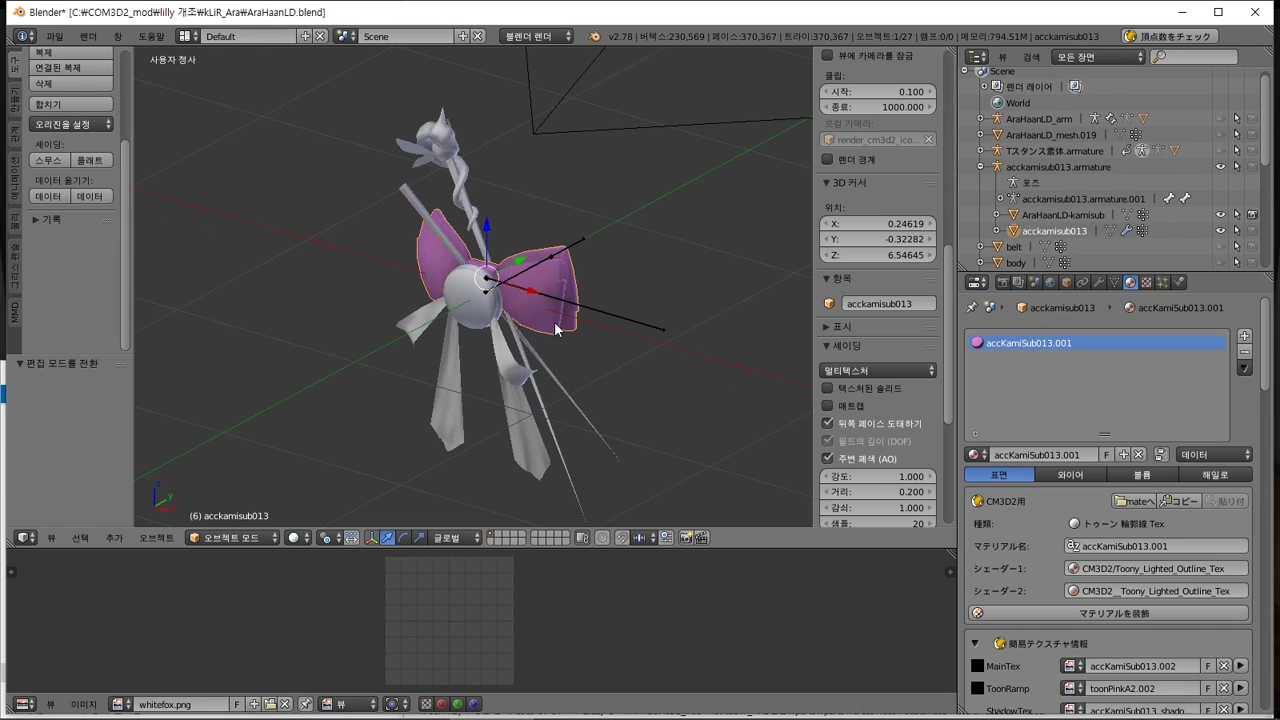 Blender* [C:₩COM3D2_mod₩lilly 개조₩kLiR_Ara₩AraHaanLD.blend]
파일 렌더 창 도움말 Default Scene 블렌더 렌더 v2.78 | 버텍스:230,569 | 페이스:370,367 | 트라이:370,367 | 오브젝트:1/27 | 램프:0/0 | 메모리:794.51M | acckamisub013 頂点数をチェック
복제
연결된 복제
삭제
합치기
오리진을 설정
셰이딩:
스무스 플래트
데이터 옮기기:
데이터 데이터
기록
편집 모드를 전환
MMD
사용자 정사
(6) acckamisub013
뷰에 카메라를 잠금
클립:
시작: 0.100
종료: 1000.000
로컬 카메라:
render_cm3d2_ico...
렌더 경계
3D 커서
위치:
X: 0.24619
Y: -0.32282
Z: 6.54645
항목
acckamisub013
표시
셰이딩
멀티텍스처
텍스처된 솔리드
매트캡
뒤쪽 페이스 도태하기
필드의 깊이 (DOF)
주변 폐색 (AO)
강도: 1.000
거리: 0.200
감쇠: 1.000
샘플: 20
뷰 선택 추가 오브젝트 오브젝트 모드 글로벌
뷰 이미지 whitefox.png F 뷰
뷰 검색 모든 장면
Scene
렌더 레이어
World
AraHaanLD_arm
AraHaanLD_mesh.019
Tスタンス素体.armature
acckamisub013.armature
포즈
acckamisub013.armature.001
AraHaanLD-kamisub
acckamisub013
belt
body
acckamisub013 accKamiSub013.001
accKamiSub013.001
accKamiSub013.001 F 데이터
표면 와이어 볼륨 해일로
CM3D2用 mateへ コピー 貼り付
種類: トゥーン 輪郭線 Tex
マテリアル名: accKamiSub013.001
シェーダー1: CM3D2/Toony_Lighted_Outline_Tex
シェーダー2: CM3D2__Toony_Lighted_Outline_Tex
マテリアルを装飾
簡易テクスチャ情報
MainTex accKamiSub013.002 F
ToonRamp toonPinkA2.002 F
ShadowTex accKamiSub013_shado